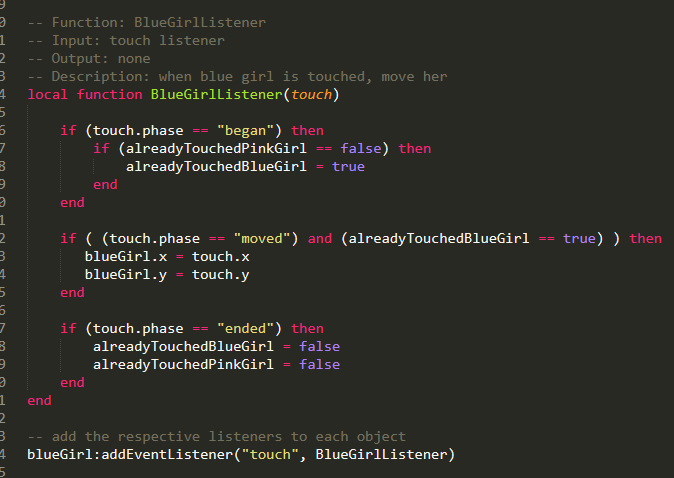 9
0 -- Function: BlueGirlListener
1 -- Input: touch listener
2 -- Output: none
3 -- Description: when blue girl is touched, move her
4 local function BlueGirlListener(touch)
5
6 if (touch.phase == "began") then
7 if (alreadyTouchedPinkGirl == false) then
8 alreadyTouchedBlueGirl = true
9 end
0 end
1
2 if ( (touch.phase == "moved") and (alreadyTouchedBlueGirl == true) ) then
3 blueGirl.x = touch.x
4 blueGirl.y = touch.y
5 end
6
7 if (touch.phase == "ended") then
8 alreadyTouchedBlueGirl = false
9 alreadyTouchedPinkGirl = false
0 end
1 end
2
3 -- add the respective listeners to each object
4 blueGirl:addEventListener("touch", BlueGirlListener)
5